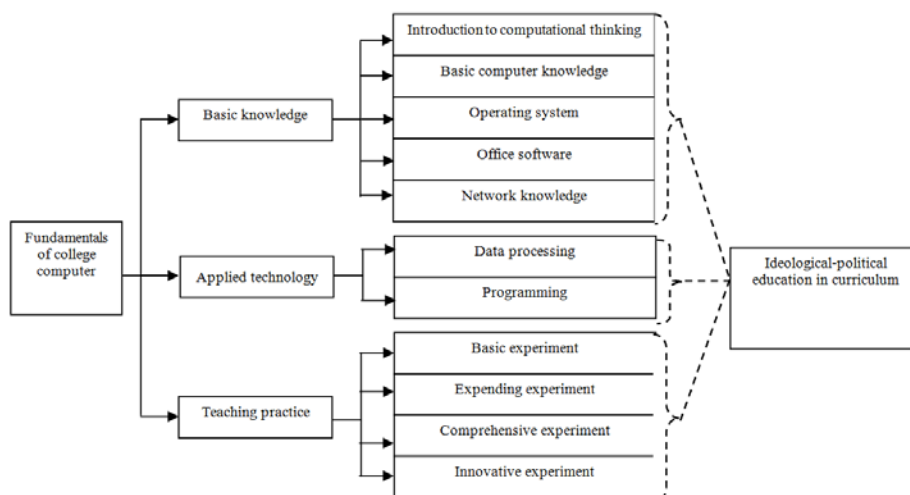 Introduction to computational thinking
Basic computer knowledge
Basic knowledge
Operating system
Office software
Network knowledge
Fundamentals
of college
computer
Applied technology
Data processing
Programming
Ideological-political
education in curriculum
Basic experiment
Expending experiment
Teaching practice
Comprehensive experiment
Innovative experiment